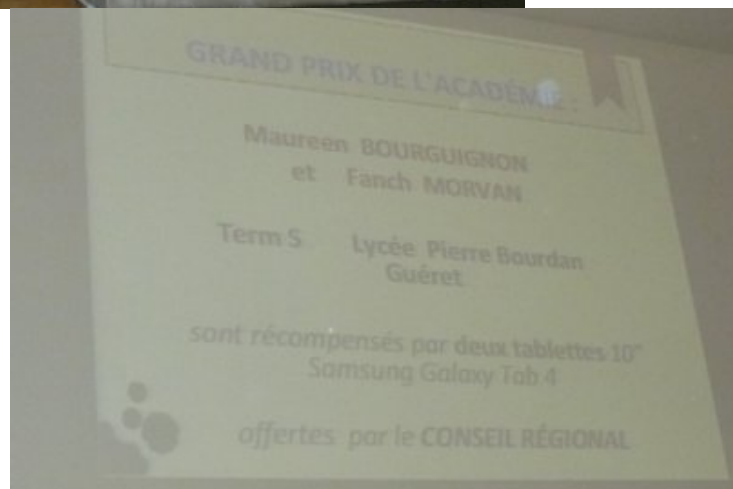 GRAND PRIX DE L'ACADÉMIE :
Maureen BOURGUIGNON
et Fanch MORVAN
Term S Lycée Pierre Bourdan
Guéret
sont récompensés par deux tablettes 10"
Samsung Galaxy Tab 4
offertes par le CONSEIL RÉGIONAL